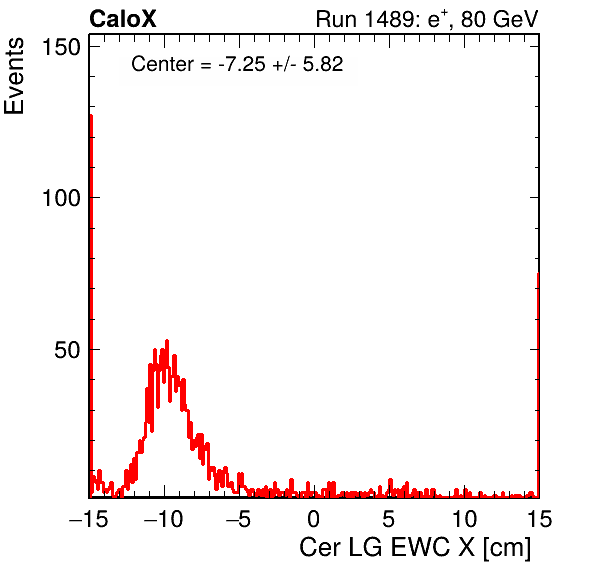 CaloX Run 1489: e⁺, 80 GeV
Center = -7.25 +/- 5.82
Events
150
100
50
−15 −10 −5 0 5 10 15
Cer LG EWC X [cm]